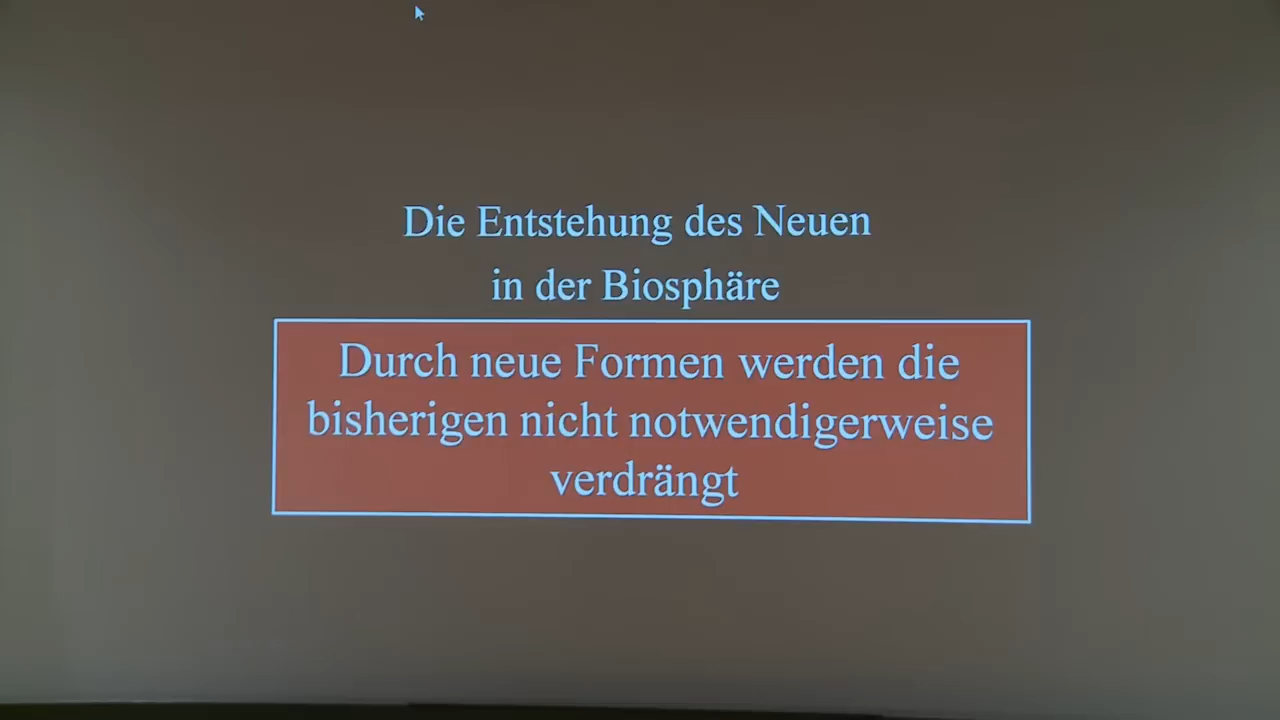 Die Entstehung des Neuen
in der Biosphäre
Durch neue Formen werden die
bisherigen nicht notwendigerweise
verdrängt